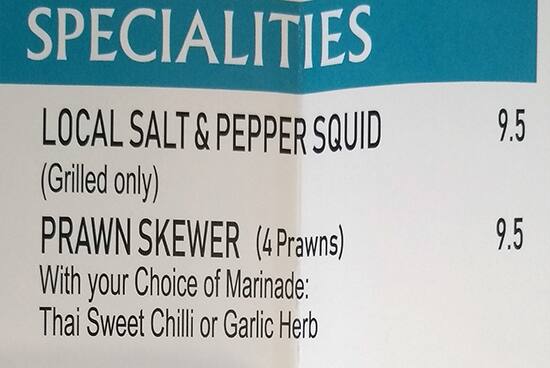 SPECIALITIES
LOCAL SALT & PEPPER SQUID 9.5
(Grilled only)
PRAWN SKEWER (4 Prawns) 9.5
With your Choice of Marinade:
Thai Sweet Chilli or Garlic Herb